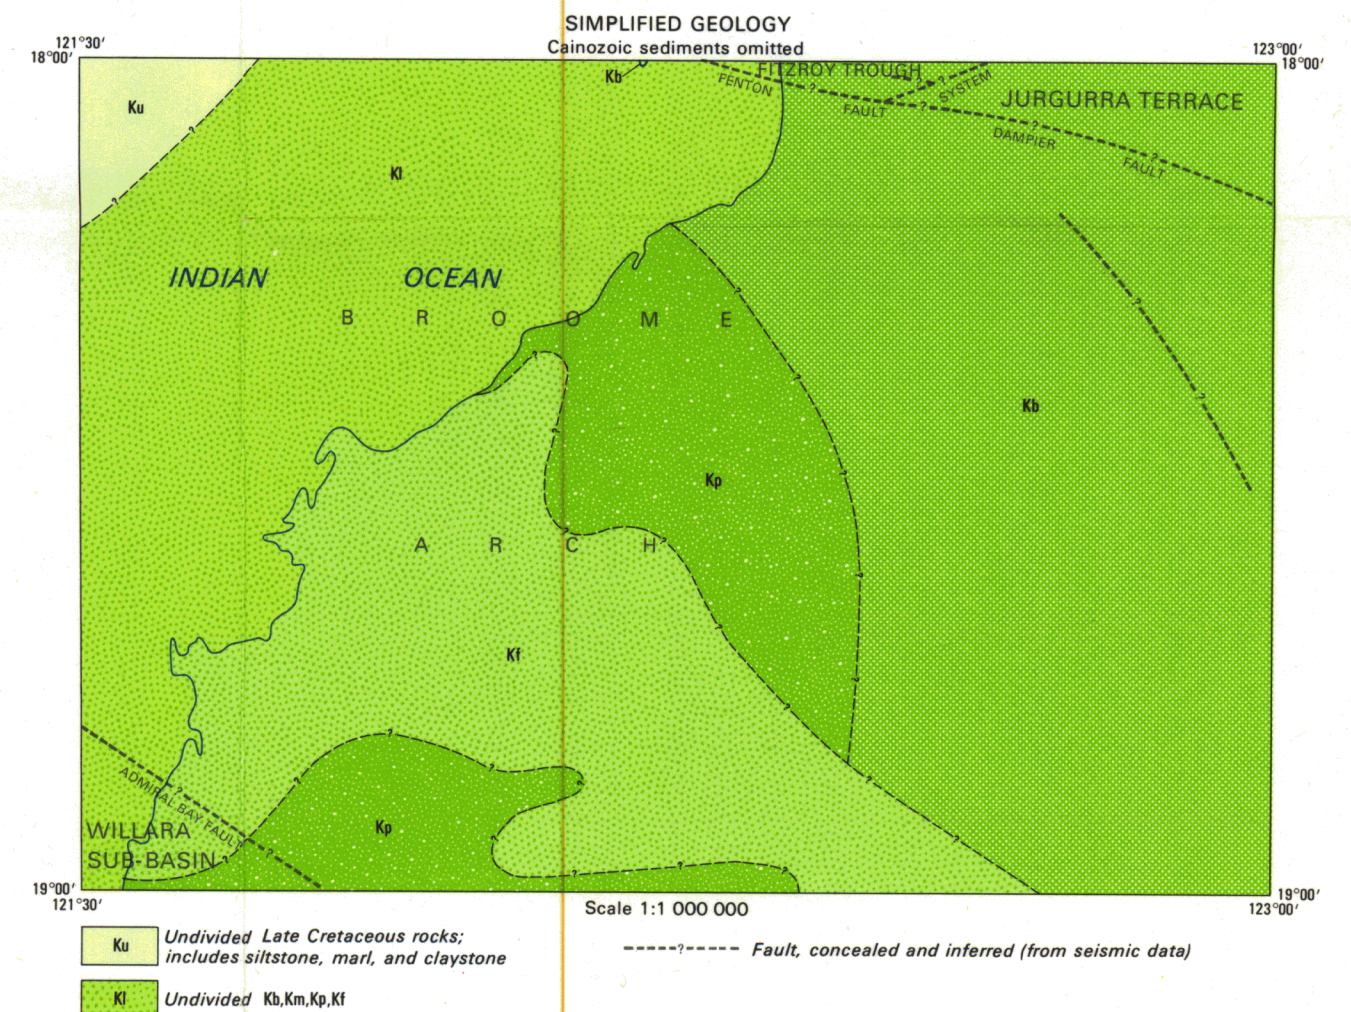 SIMPLIFIED GEOLOGY
Cainozoic sediments omitted
121°30′
18°00′
123°00′
18°00′
Ku
Kb
FITZROY TROUGH
FENTON
FAULT
SYSTEM
JURGURRA TERRACE
DAMPIER
FAULT
Kl
INDIAN OCEAN
B R O O M E
Kb
Kp
A R C H
Kf
ADMIRAL BAY FAULT
Kp
WILLARA
SUB-BASIN
19°00′
121°30′
Scale 1:1 000 000
19°00′
123°00′
Ku Undivided Late Cretaceous rocks;
includes siltstone, marl, and claystone
? Fault, concealed and inferred (from seismic data)
Kl Undivided Kb,Km,Kp,Kf